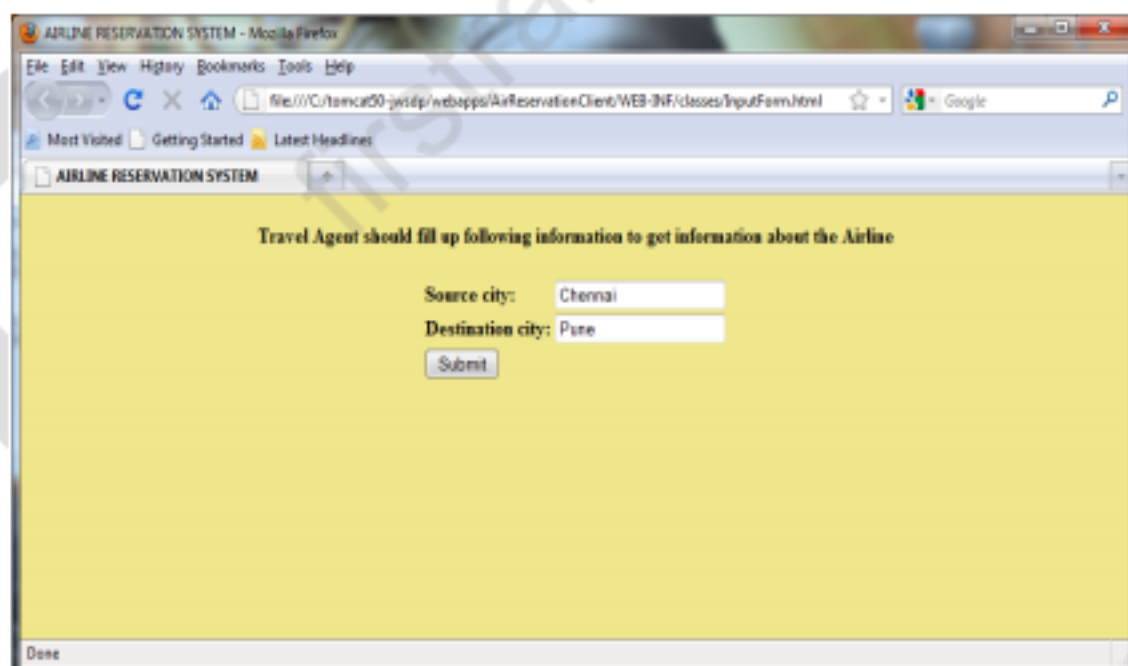 AIRLINE RESERVATION SYSTEM - Mozilla Firefox
File Edit View History Bookmarks Tools Help
file:///C:/tomcat50-jwsdp/webapps/AirReservationClient/WEB-INF/classes/InputForm.html Google
Most Visited Getting Started Latest Headlines
AIRLINE RESERVATION SYSTEM
Travel Agent should fill up following information to get information about the Airline
Source city: Chennai
Destination city: Pune
Submit
Done